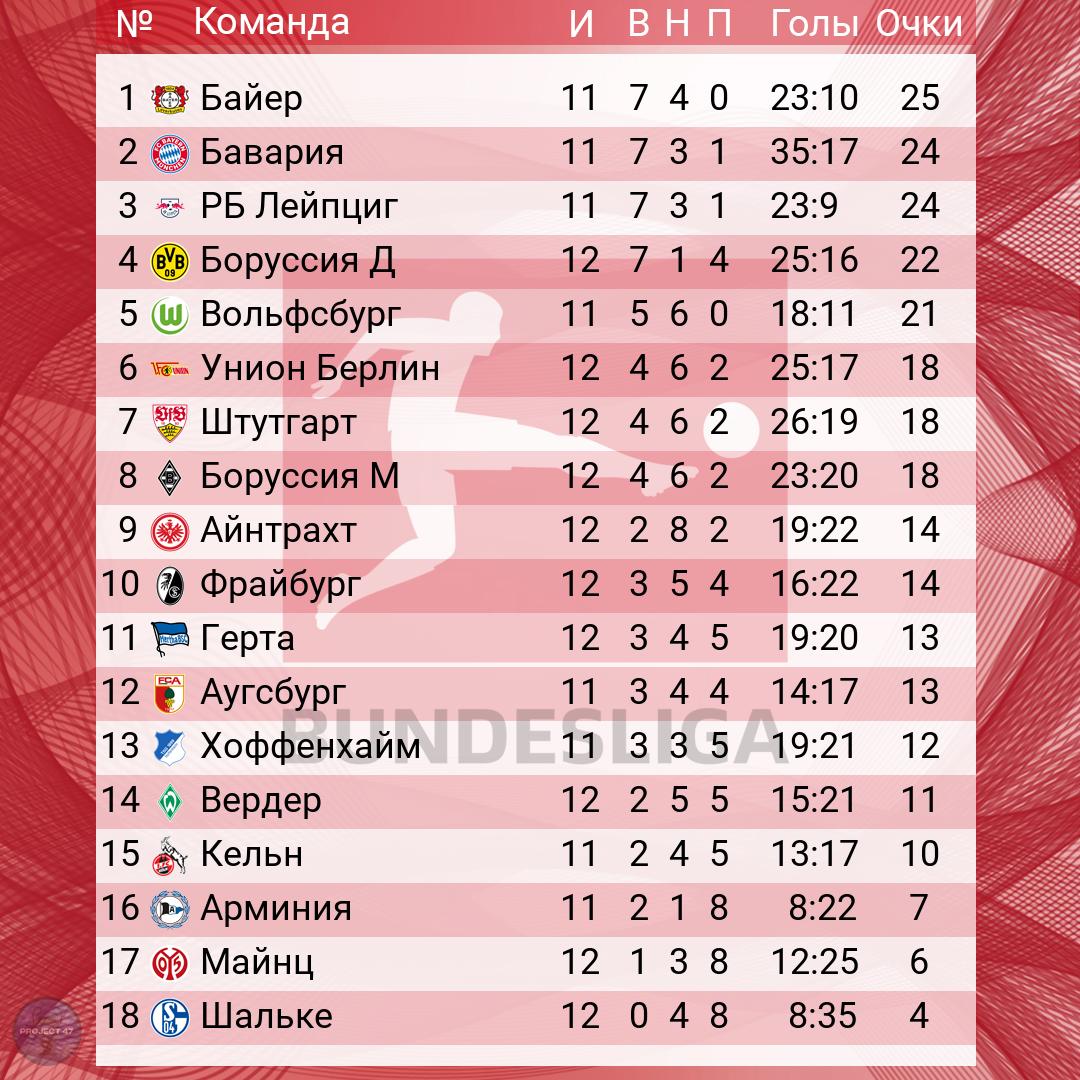 № Команда И В Н П Голы Очки
1 Байер 11 7 4 0 23:10 25
2 Бавария 11 7 3 1 35:17 24
3 РБ Лейпциг 11 7 3 1 23:9 24
4 BVB 09 Боруссия Д 12 7 1 4 25:16 22
5 W Вольфсбург 11 5 6 0 18:11 21
6 Унион Берлин 12 4 6 2 25:17 18
7 VfB Штутгарт 12 4 6 2 26:19 18
8 Боруссия М 12 4 6 2 23:20 18
9 Айнтрахт 12 2 8 2 19:22 14
10 Фрайбург 12 3 5 4 16:22 14
11 Герта 12 3 4 5 19:20 13
12 FCA Аугсбург 11 3 4 4 14:17 13
BUNDESLIGA
13 Хоффенхайм 11 3 3 5 19:21 12
14 Вердер 12 2 5 5 15:21 11
15 Кельн 11 2 4 5 13:17 10
16 Арминия 11 2 1 8 8:22 7
17 Майнц 12 1 3 8 12:25 6
18 S 04 Шальке 12 0 4 8 8:35 4
PROJECT 47